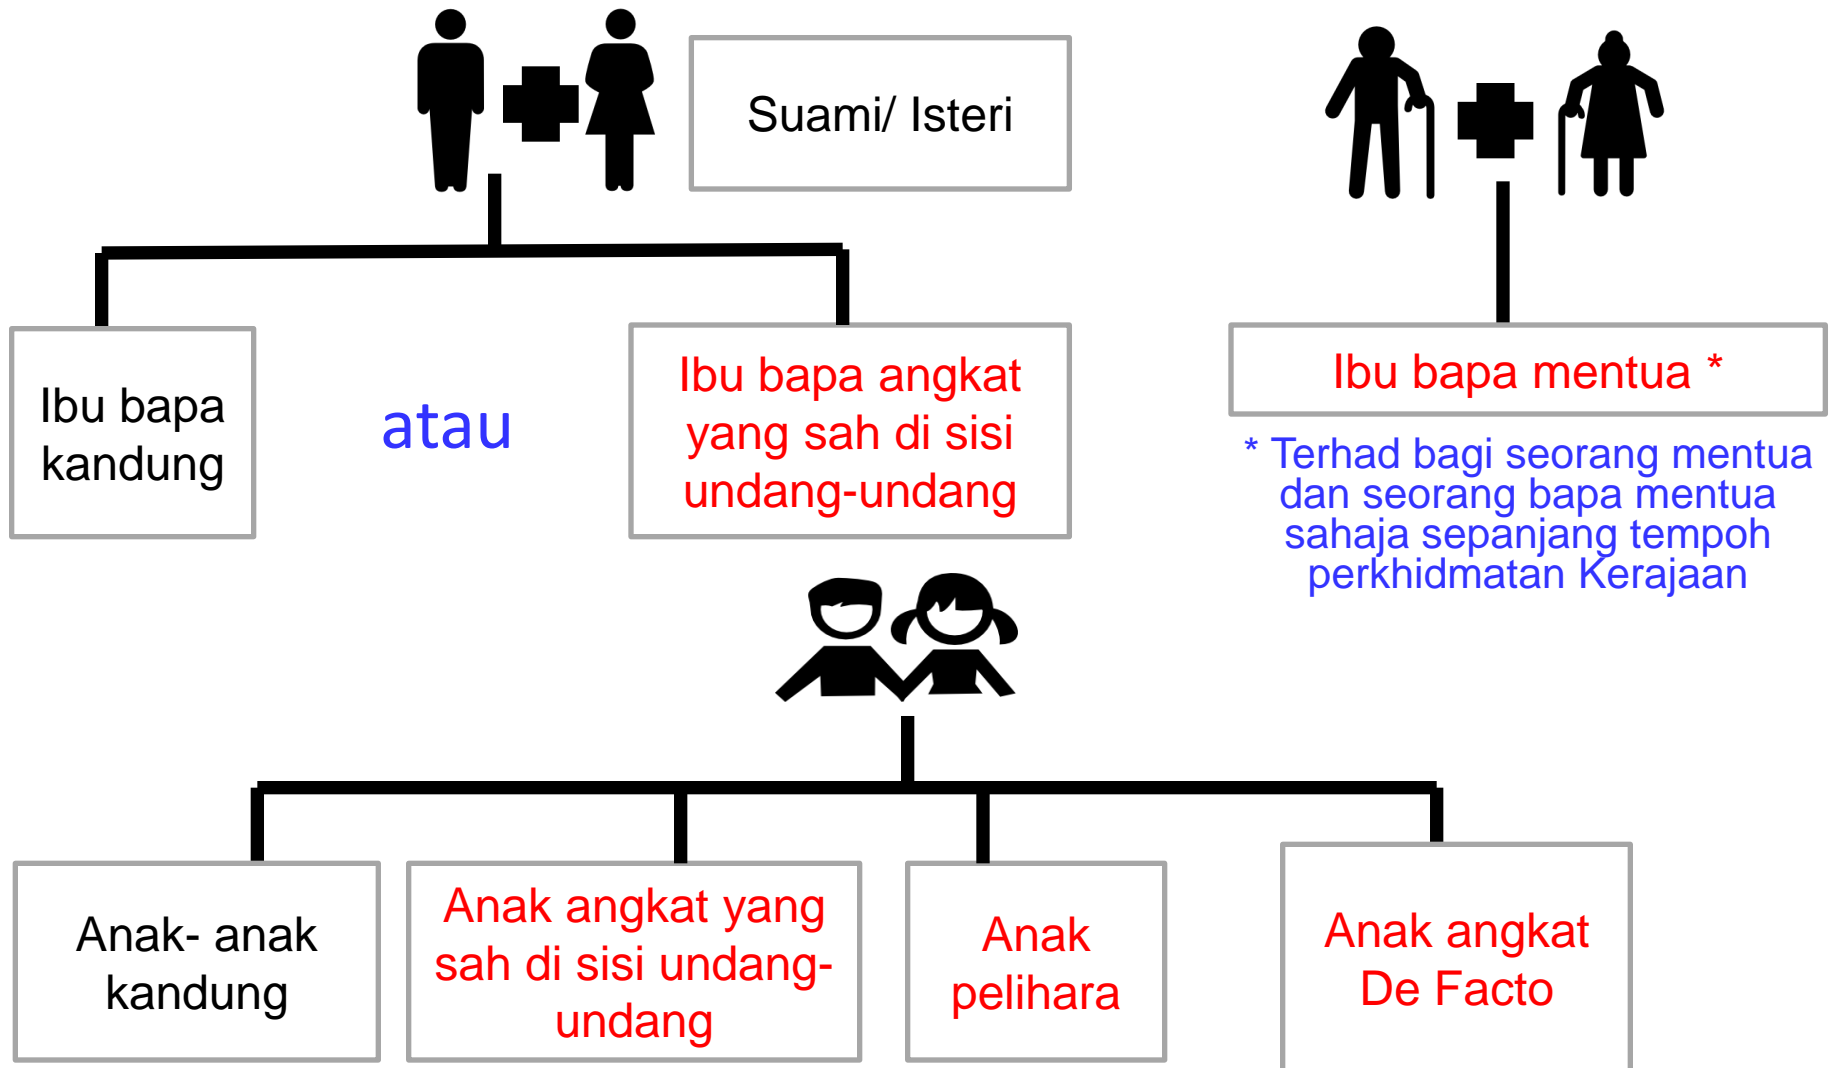 Suami/ Isteri
Ibu bapa
kandung
atau
Ibu bapa angkat
yang sah di sisi
undang-undang
Ibu bapa mentua *
* Terhad bagi seorang mentua
dan seorang bapa mentua
sahaja sepanjang tempoh
perkhidmatan Kerajaan
Anak- anak
kandung
Anak angkat yang
sah di sisi undang-
undang
Anak
pelihara
Anak angkat
De Facto